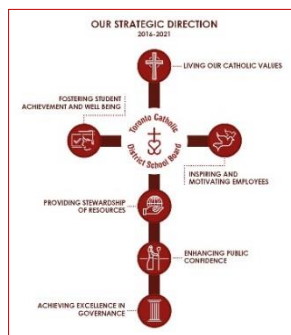 OUR STRATEGIC DIRECTION
2016-2021
LIVING OUR CATHOLIC VALUES
FOSTERING STUDENT
ACHIEVEMENT AND WELL BEING
Toronto Catholic
District School Board
INSPIRING AND
MOTIVATING EMPLOYEES
PROVIDING STEWARDSHIP
OF RESOURCES
ENHANCING PUBLIC
CONFIDENCE
ACHIEVING EXCELLENCE IN
GOVERNANCE